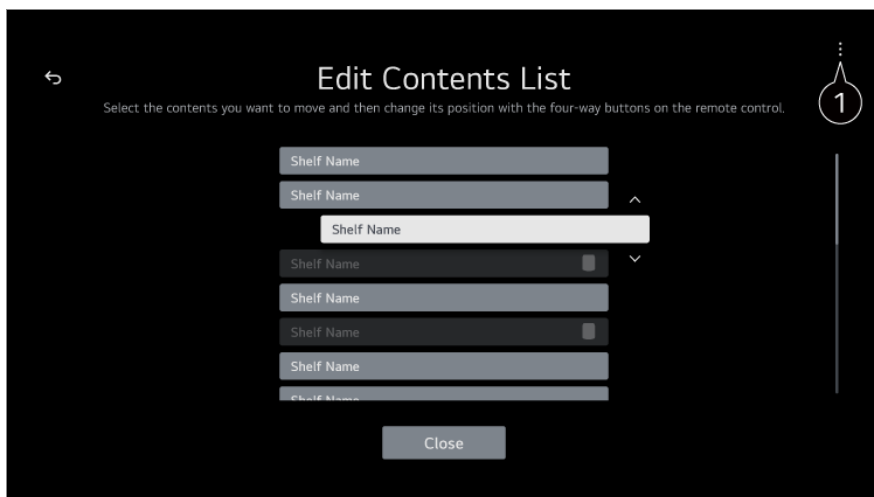 Edit Contents List
Select the contents you want to move and then change its position with the four-way buttons on the remote control.
1
Shelf Name
Shelf Name
Shelf Name
Shelf Name
Shelf Name
Shelf Name
Shelf Name
Shelf Name
Close